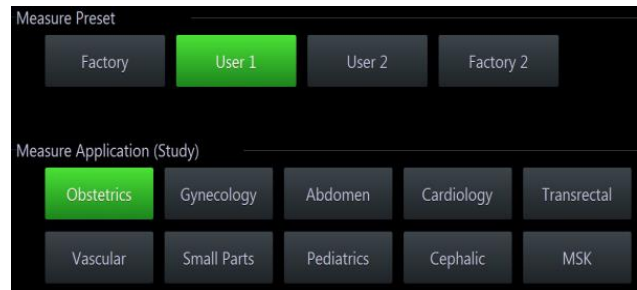 Measure Preset
Factory User 1 User 2 Factory 2
Measure Application (Study)
Obstetrics Gynecology Abdomen Cardiology Transrectal
Vascular Small Parts Pediatrics Cephalic MSK